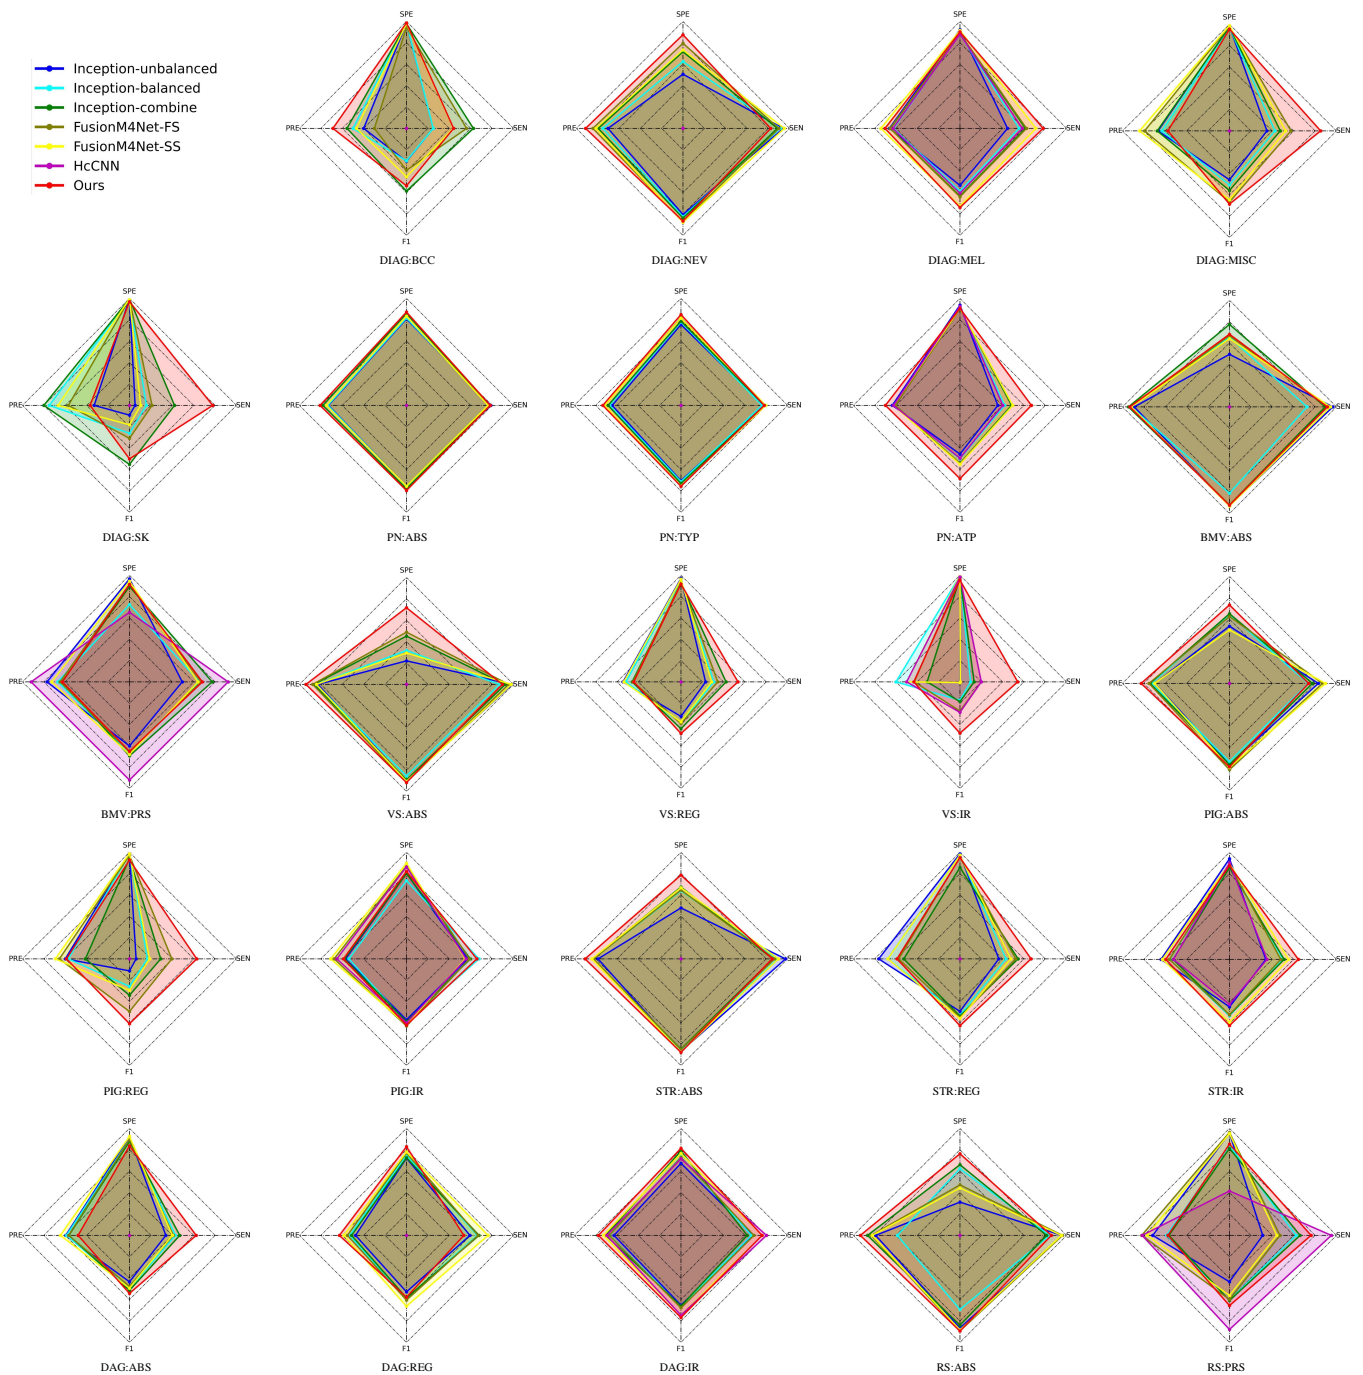 Inception-unbalanced
Inception-balanced
Inception-combine
FusionM4Net-FS
FusionM4Net-SS
HcCNN
Ours
SPE
PRE
SEN
F1
DIAG:BCC
SPE
PRE
SEN
F1
DIAG:NEV
SPE
PRE
SEN
F1
DIAG:MEL
SPE
PRE
SEN
F1
DIAG:MISC
SPE
PRE
SEN
F1
DIAG:SK
SPE
PRE
SEN
F1
PN:ABS
SPE
PRE
SEN
F1
PN:TYP
SPE
PRE
SEN
F1
PN:ATP
SPE
PRE
SEN
F1
BMV:ABS
SPE
PRE
SEN
F1
BMV:PRS
SPE
PRE
SEN
F1
VS:ABS
SPE
PRE
SEN
F1
VS:REG
SPE
PRE
SEN
F1
VS:IR
SPE
PRE
SEN
F1
PIG:ABS
SPE
PRE
SEN
F1
PIG:REG
SPE
PRE
SEN
F1
PIG:IR
SPE
PRE
SEN
F1
STR:ABS
SPE
PRE
SEN
F1
STR:REG
SPE
PRE
SEN
F1
STR:IR
SPE
PRE
SEN
F1
DAG:ABS
SPE
PRE
SEN
F1
DAG:REG
SPE
PRE
SEN
F1
DAG:IR
SPE
PRE
SEN
F1
RS:ABS
SPE
PRE
SEN
F1
RS:PRS